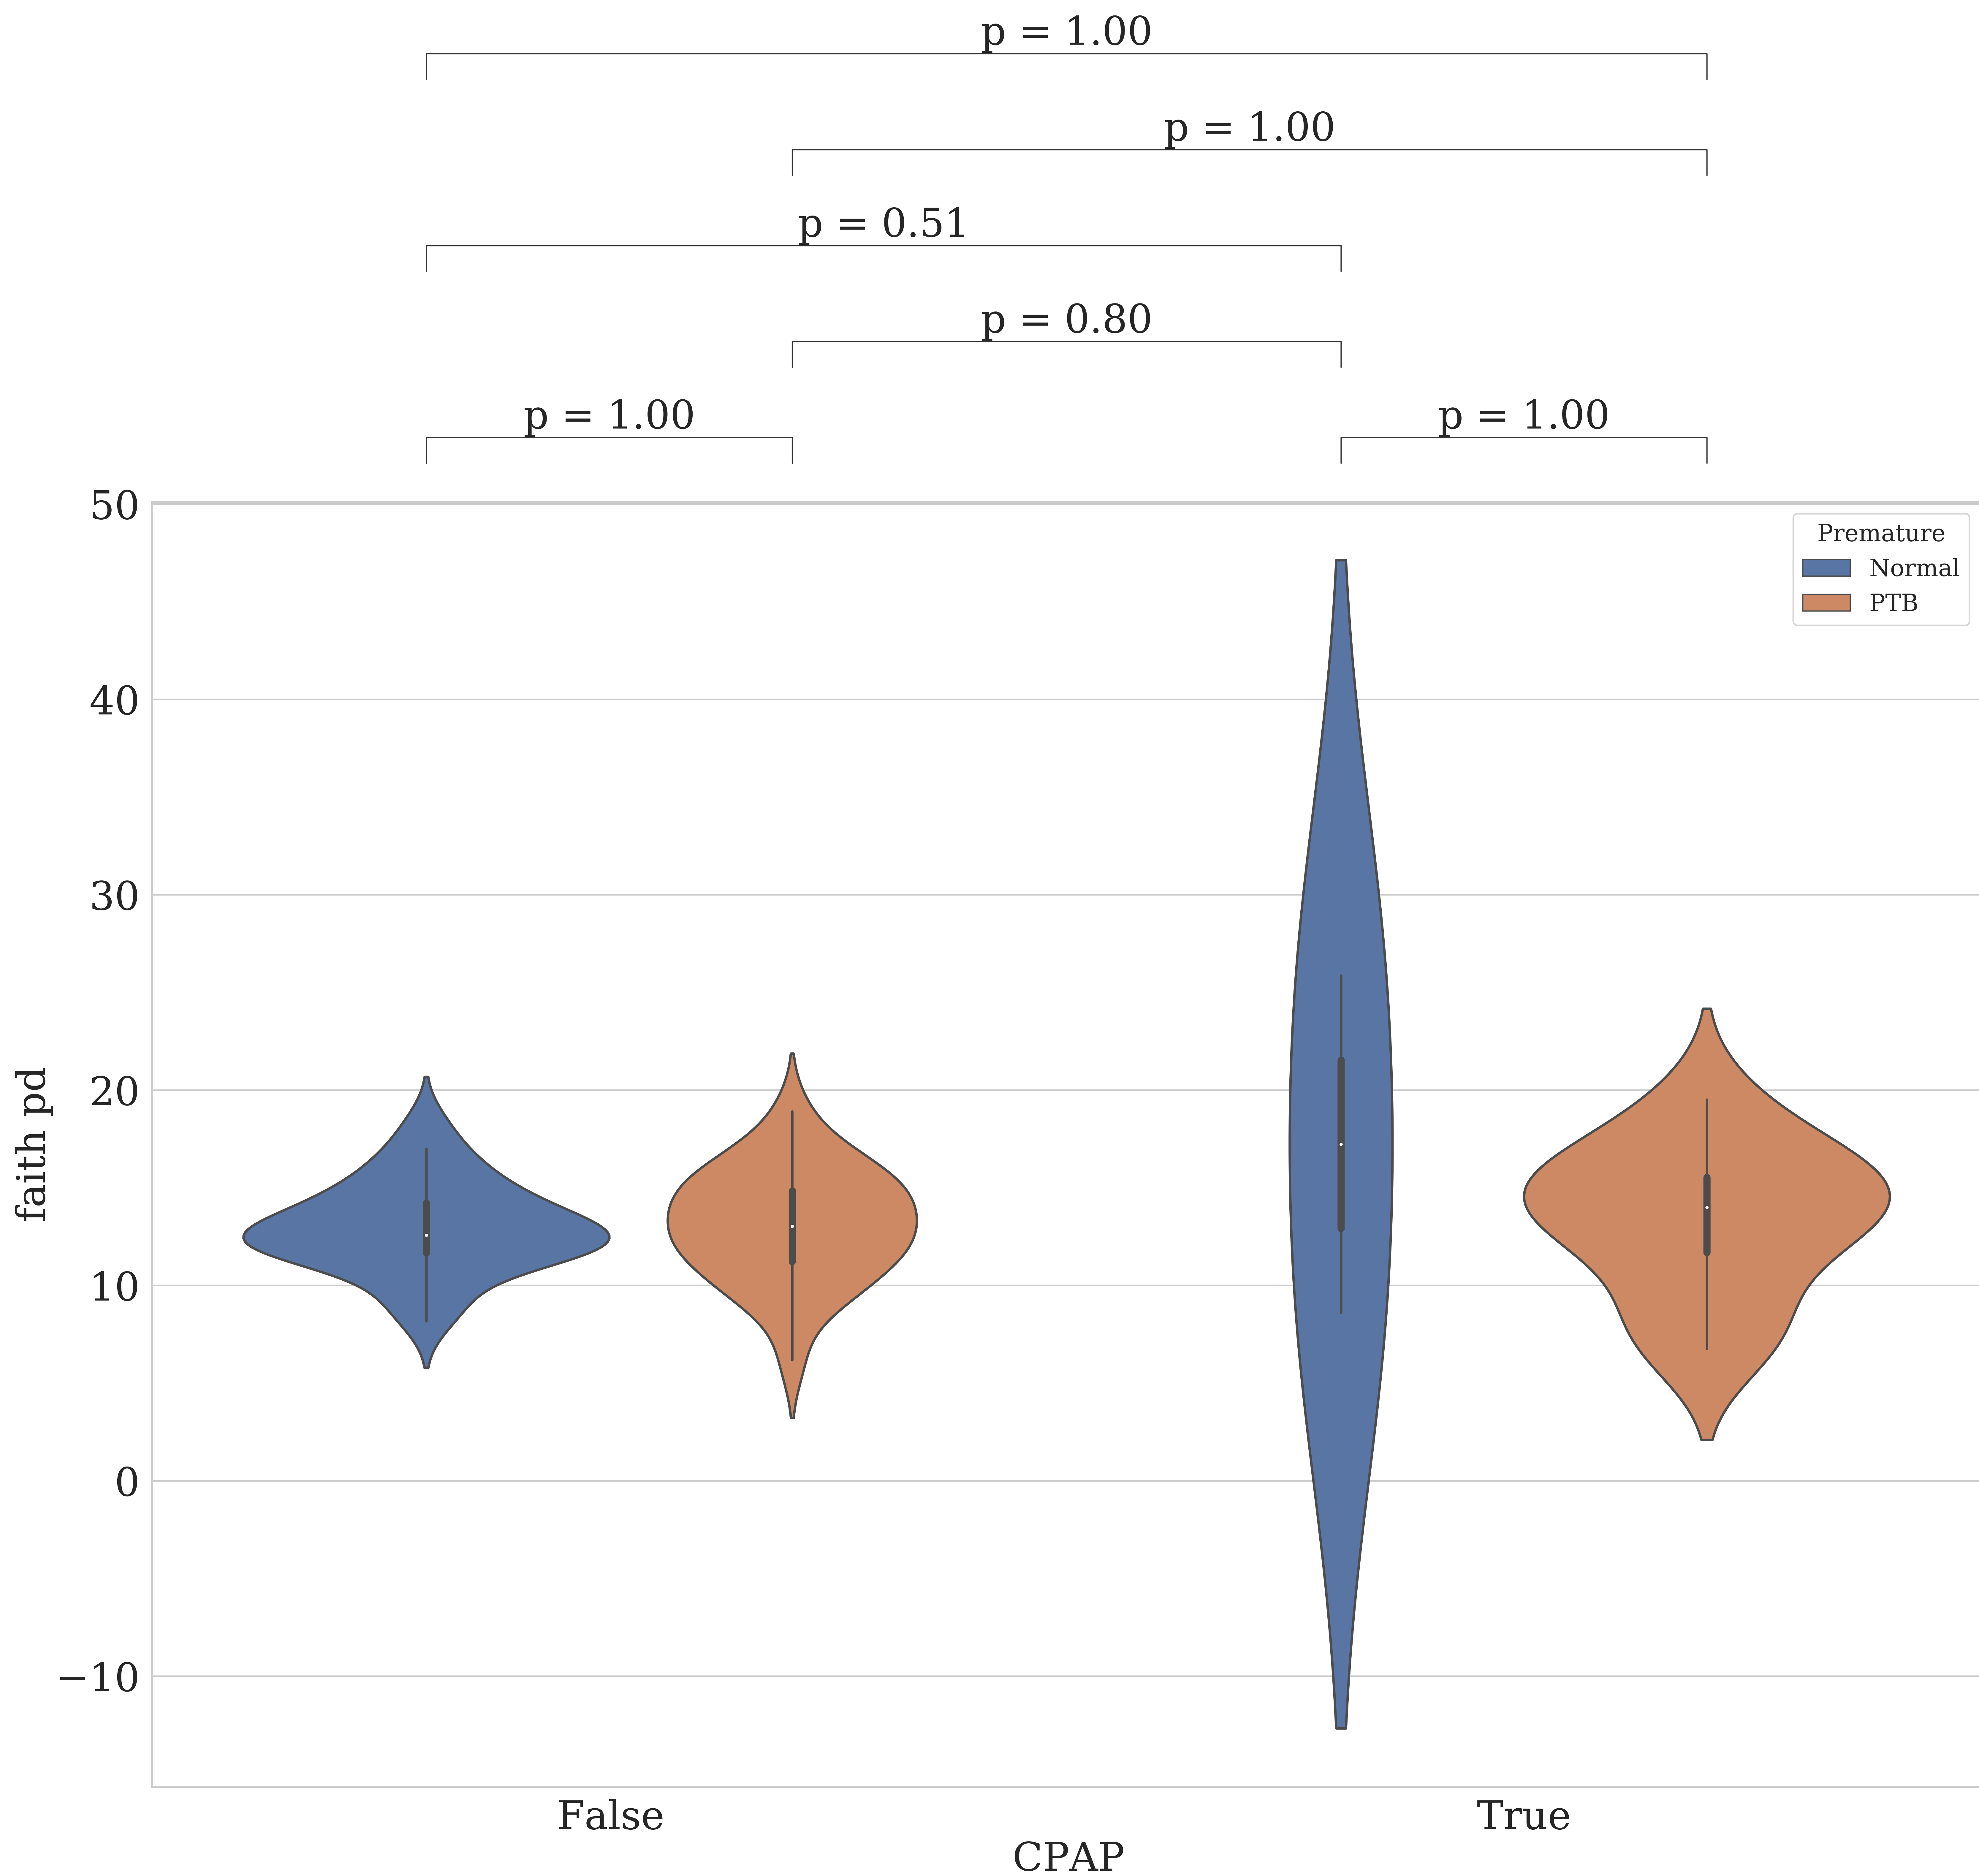 p = 1.00
p = 1.00
p = 0.51
p = 0.80
p = 1.00
p = 1.00
50
40
30
20
10
0
−10
faith pd
Premature
Normal
PTB
False
True
CPAP